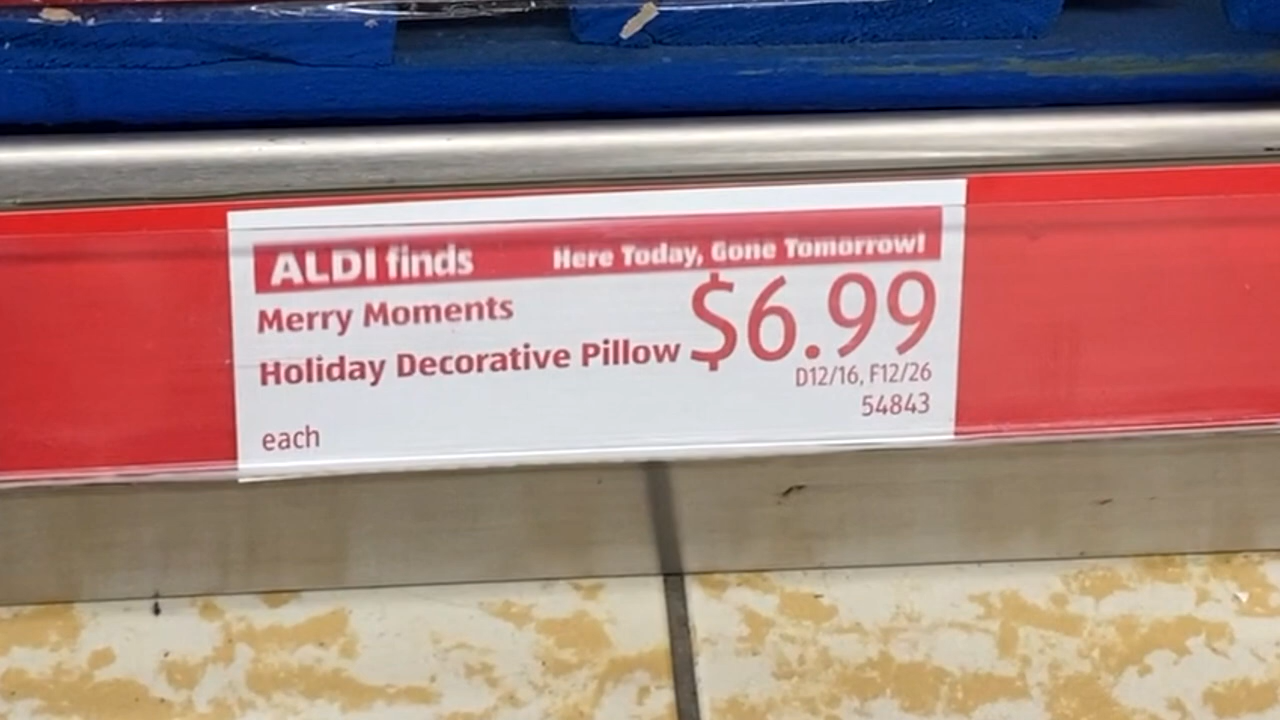 ALDI finds Here Today, Gone Tomorrow!
Merry Moments
Holiday Decorative Pillow
$6.99
D12/16, F12/26
54843
each